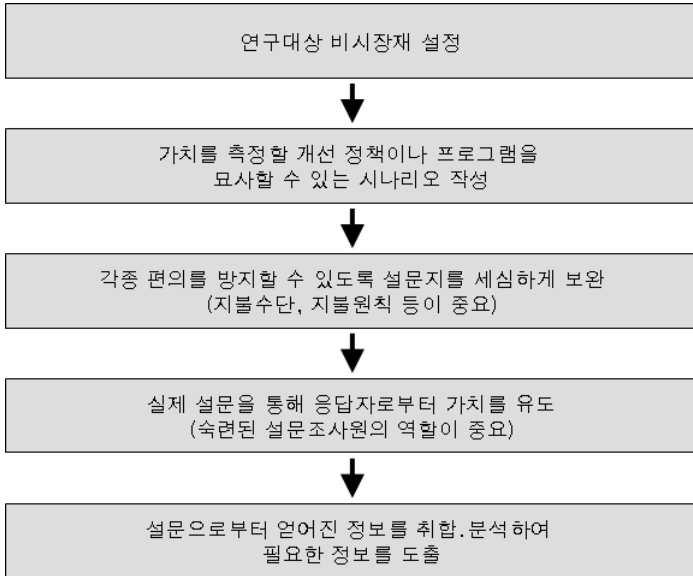 연구대상 비시장재 설정
가치를 측정할 개선 정책이나 프로그램을
묘사할 수 있는 시나리오 작성
각종 편의를 방지할 수 있도록 설문지를 세심하게 보완
(지불수단, 지불원칙 등이 중요)
실제 설문을 통해 응답자로부터 가치를 유도
(숙련된 설문조사원의 역할이 중요)
설문으로부터 얻어진 정보를 취합.분석하여
필요한 정보를 도출